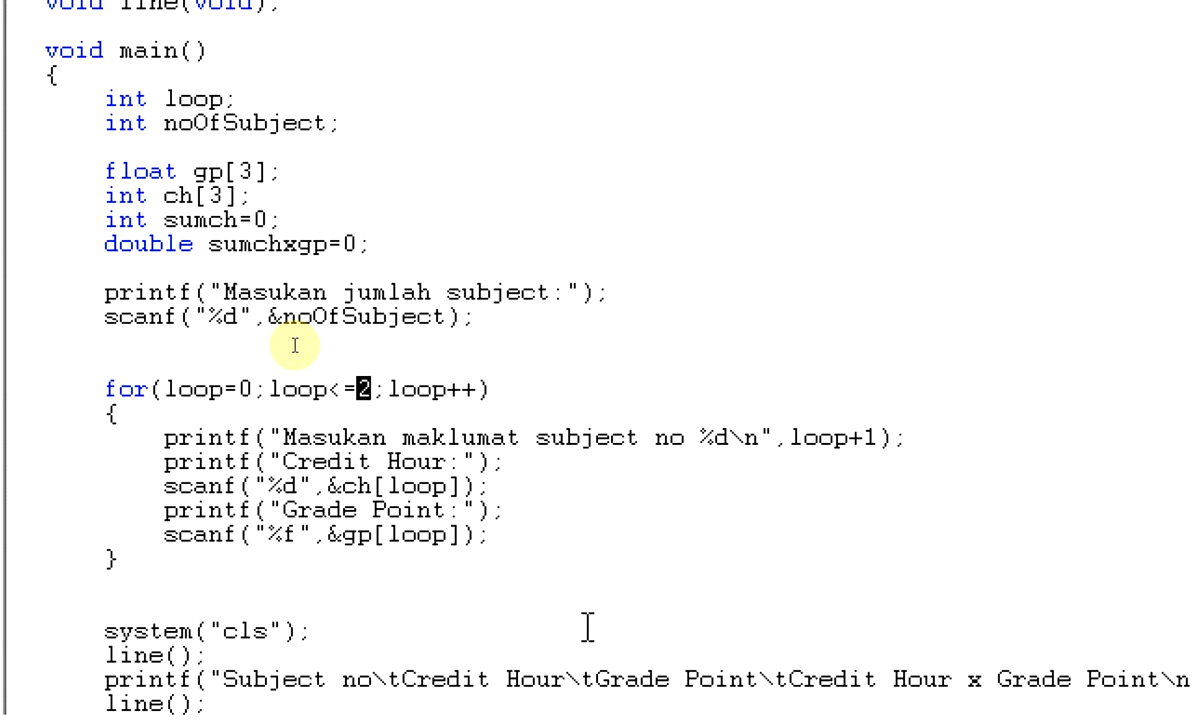 void line(void);
void main()
{
int loop;
int noOfSubject;
float gp[3];
int ch[3];
int sumch=0;
double sumchxgp=0;
printf("Masukan jumlah subject:");
scanf("%d",&noOfSubject);
for(loop=0;loop<=2;loop++)
{
printf("Masukan maklumat subject no %d\n",loop+1);
printf("Credit Hour:");
scanf("%d",&ch[loop]);
printf("Grade Point:");
scanf("%f",&gp[loop]);
}
system("cls");
line();
printf("Subject no\tCredit Hour\tGrade Point\tCredit Hour x Grade Point\n
line();